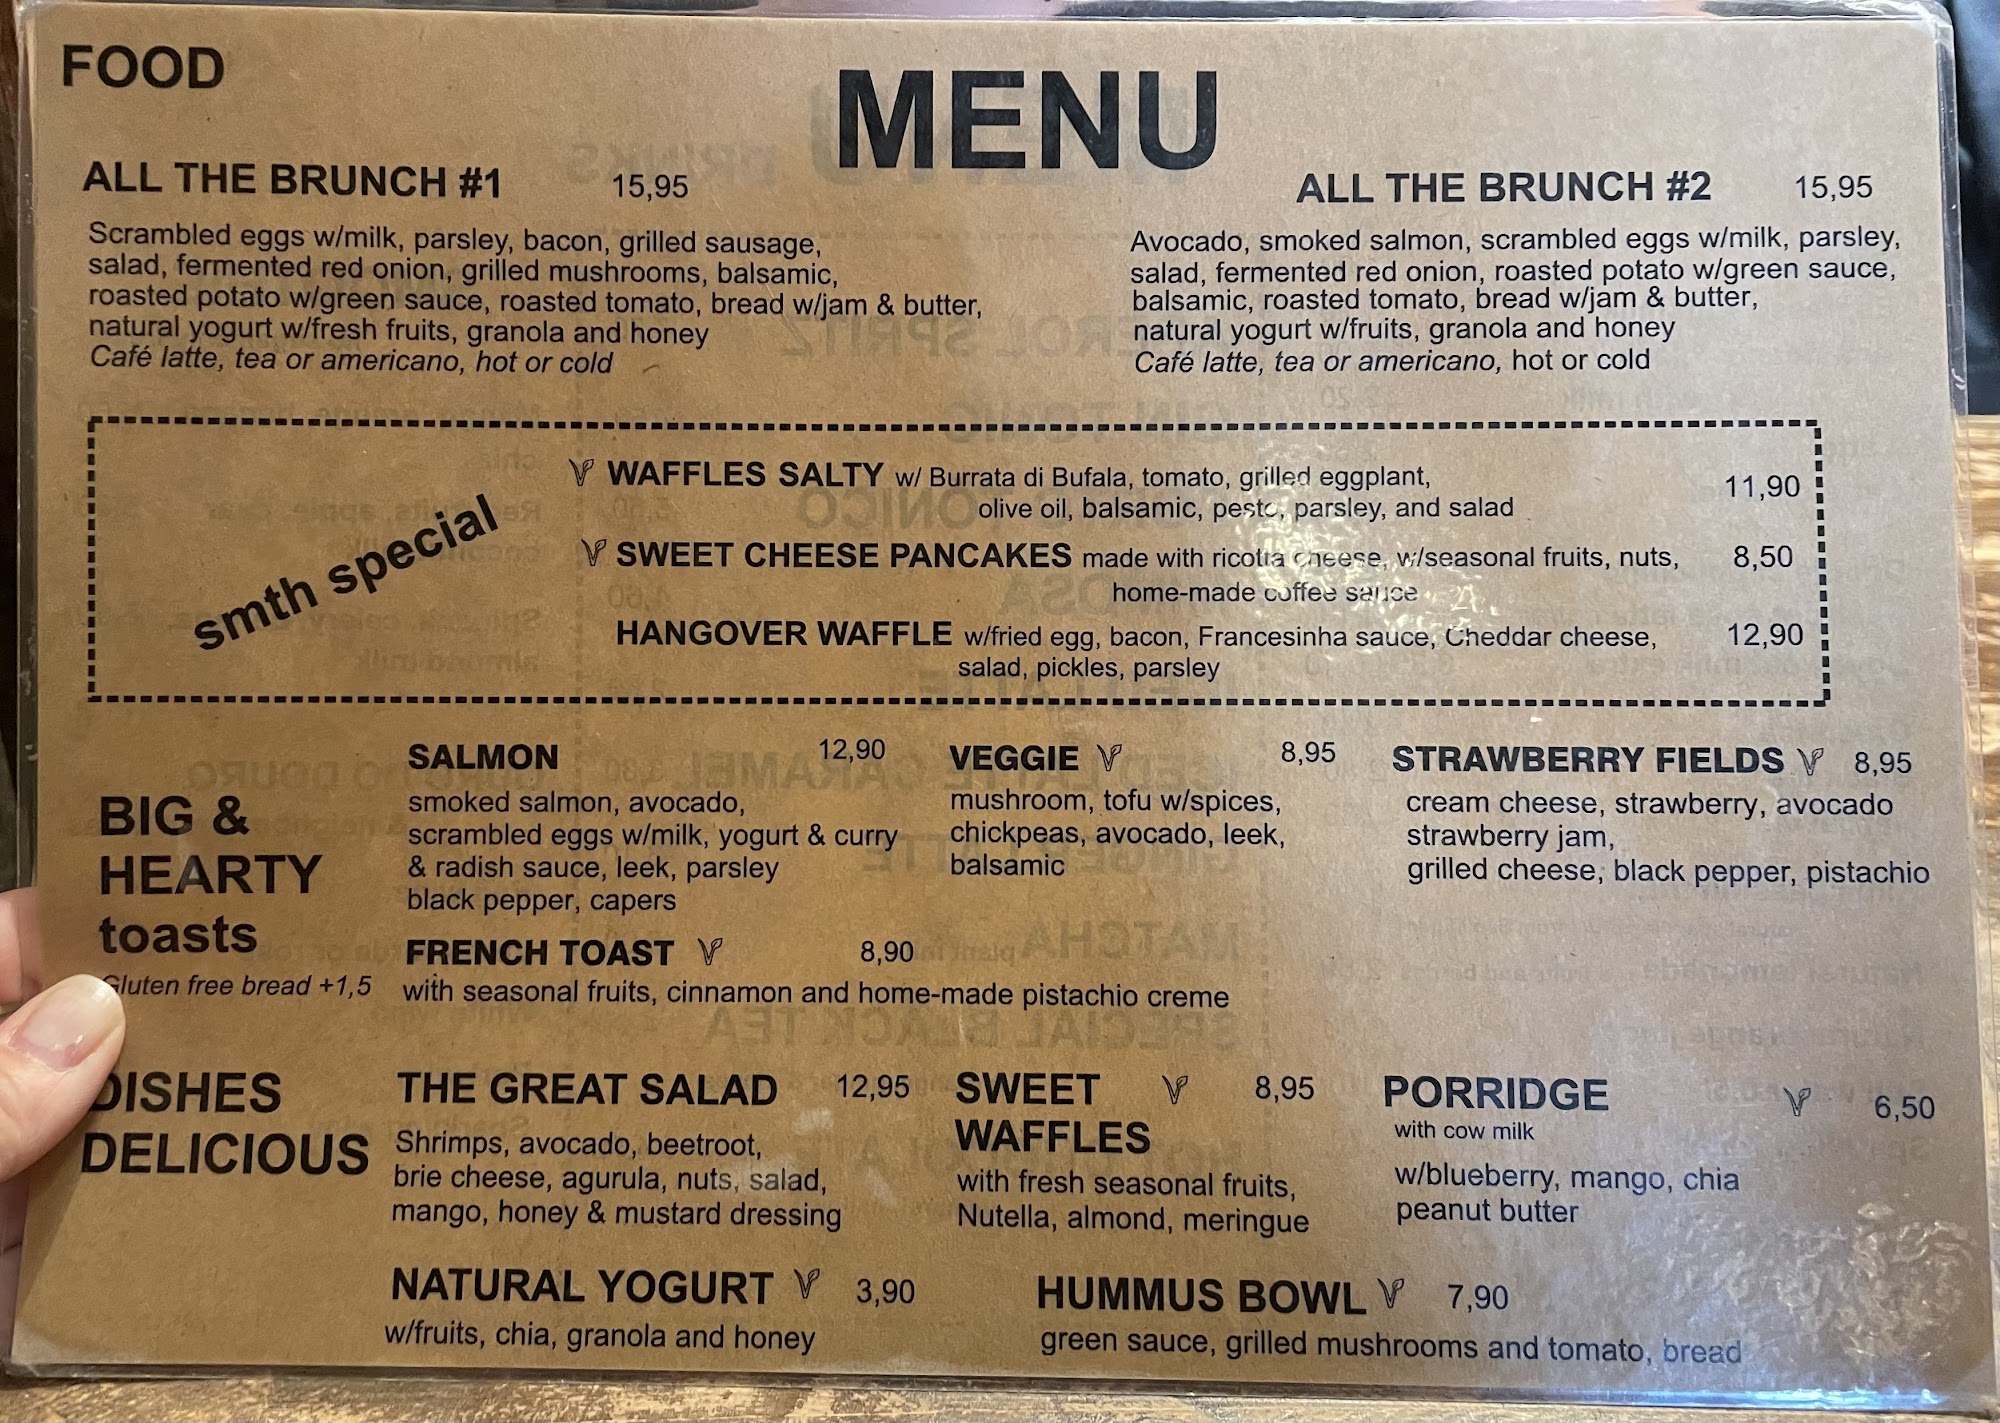 FOOD
MENU
ALL THE BRUNCH #1 15,95
Scrambled eggs w/milk, parsley, bacon, grilled sausage,
salad, fermented red onion, grilled mushrooms, balsamic,
roasted potato w/green sauce, roasted tomato, bread w/jam & butter,
natural yogurt w/fresh fruits, granola and honey
Café latte, tea or americano, hot or cold
ALL THE BRUNCH #2 15,95
Avocado, smoked salmon, scrambled eggs w/milk, parsley,
salad, fermented red onion, roasted potato w/green sauce,
balsamic, roasted tomato, bread w/jam & butter,
natural yogurt w/fruits, granola and honey
Café latte, tea or americano, hot or cold
smth special
WAFFLES SALTY w/ Burrata di Bufala, tomato, grilled eggplant, 11,90
olive oil, balsamic, pesto, parsley, and salad
SWEET CHEESE PANCAKES made with ricotta cheese, w/seasonal fruits, nuts, 8,50
home-made coffee sauce
HANGOVER WAFFLE w/fried egg, bacon, Francesinha sauce, Cheddar cheese, 12,90
salad, pickles, parsley
BIG &
HEARTY
toasts
Gluten free bread +1,5
SALMON 12,90
smoked salmon, avocado,
scrambled eggs w/milk, yogurt & curry
& radish sauce, leek, parsley
black pepper, capers
VEGGIE 8,95
mushroom, tofu w/spices,
chickpeas, avocado, leek,
balsamic
STRAWBERRY FIELDS 8,95
cream cheese, strawberry, avocado
strawberry jam,
grilled cheese, black pepper, pistachio
FRENCH TOAST 8,90
with seasonal fruits, cinnamon and home-made pistachio creme
DISHES
DELICIOUS
THE GREAT SALAD 12,95
Shrimps, avocado, beetroot,
brie cheese, agurula, nuts, salad,
mango, honey & mustard dressing
SWEET 8,95
WAFFLES
with fresh seasonal fruits,
Nutella, almond, meringue
PORRIDGE 6,50
with cow milk
w/blueberry, mango, chia
peanut butter
NATURAL YOGURT 3,90
w/fruits, chia, granola and honey
HUMMUS BOWL 7,90
green sauce, grilled mushrooms and tomato, bread